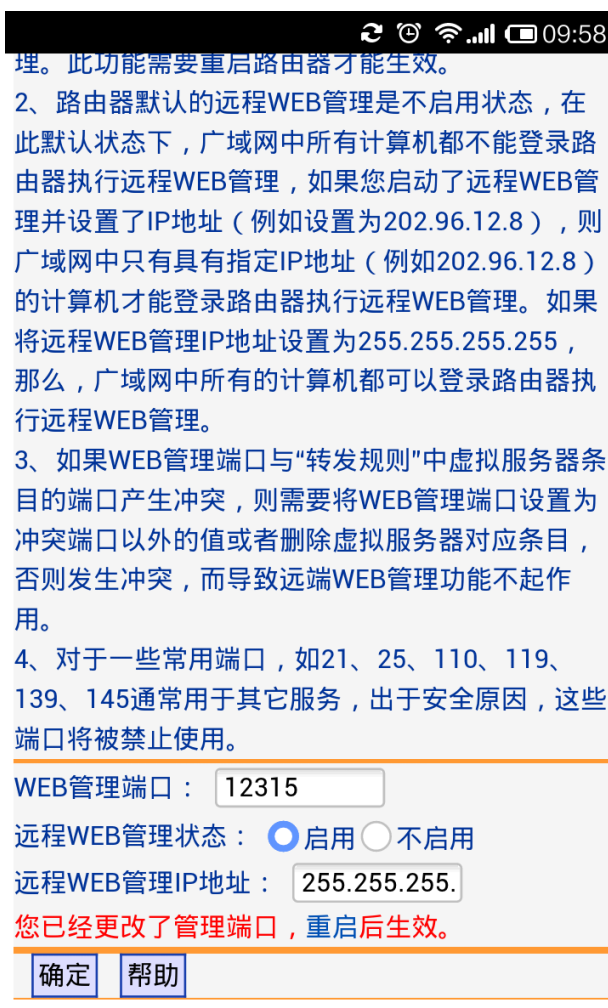 09:58
理。此功能需要重启路由器才能生效。
2、路由器默认的远程WEB管理是不启用状态，在
此默认状态下，广域网中所有计算机都不能登录路
由器执行远程WEB管理，如果您启动了远程WEB管
理并设置了IP地址（例如设置为202.96.12.8），则
广域网中只有具有指定IP地址（例如202.96.12.8）
的计算机才能登录路由器执行远程WEB管理。如果
将远程WEB管理IP地址设置为255.255.255.255，
那么，广域网中所有的计算机都可以登录路由器执
行远程WEB管理。
3、如果WEB管理端口与“转发规则”中虚拟服务器条
目的端口产生冲突，则需要将WEB管理端口设置为
冲突端口以外的值或者删除虚拟服务器对应条目，
否则发生冲突，而导致远端WEB管理功能不起作
用。
4、对于一些常用端口，如21、25、110、119、
139、145通常用于其它服务，出于安全原因，这些
端口将被禁止使用。
WEB管理端口： 12315
远程WEB管理状态： 启用 不启用
远程WEB管理IP地址： 255.255.255.
您已经更改了管理端口，重启后生效。
确定 帮助